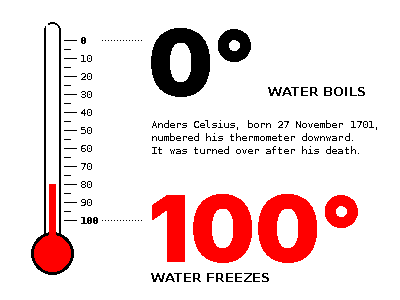 0
10
20
30
40
50
60
70
80
90
100
0°
WATER BOILS
Anders Celsius, born 27 November 1701,
numbered his thermometer downward.
It was turned over after his death.
100°
WATER FREEZES